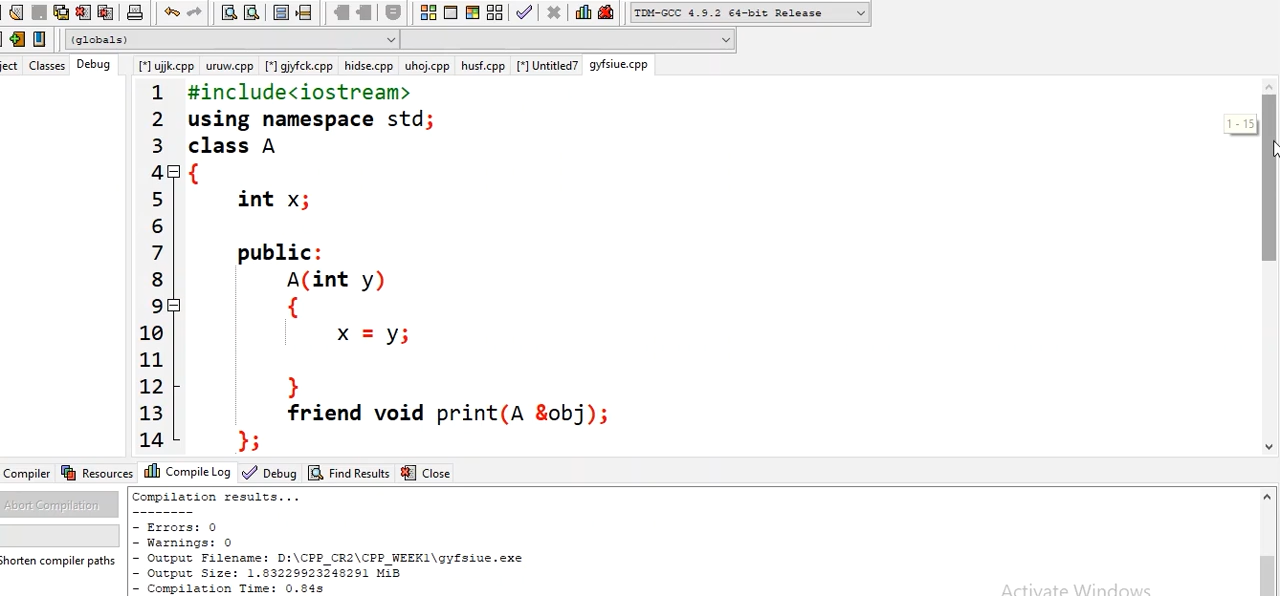 TDM-GCC 4.9.2 64-bit Release
(globals)
ject Classes Debug [*] ujjk.cpp uruw.cpp [*] gjyfck.cpp hidse.cpp uhoj.cpp husf.cpp [*] Untitled7 gyfsiue.cpp
1 #include<iostream>
2 using namespace std;
3 class A
4 {
5 int x;
6
7 public:
8 A(int y)
9 {
10 x = y;
11
12 }
13 friend void print(A &obj);
14 };
1 - 15
Compiler Resources Compile Log Debug Find Results Close
Abort Compilation
Shorten compiler paths
Compilation results...
--------
- Errors: 0
- Warnings: 0
- Output Filename: D:\CPP_CR2\CPP_WEEK1\gyfsiue.exe
- Output Size: 1.83229923248291 MiB
- Compilation Time: 0.84s
Activate Windows